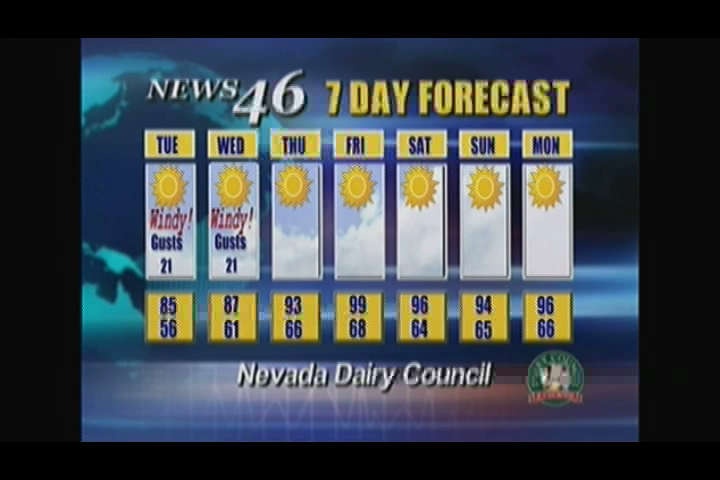 NEWS 46 7 DAY FORECAST
TUE WED THU FRI SAT SUN MON
Windy! Windy!
Gusts Gusts
21 21
85 87 93 99 96 94 96
56 61 66 68 64 65 66
Nevada Dairy Council